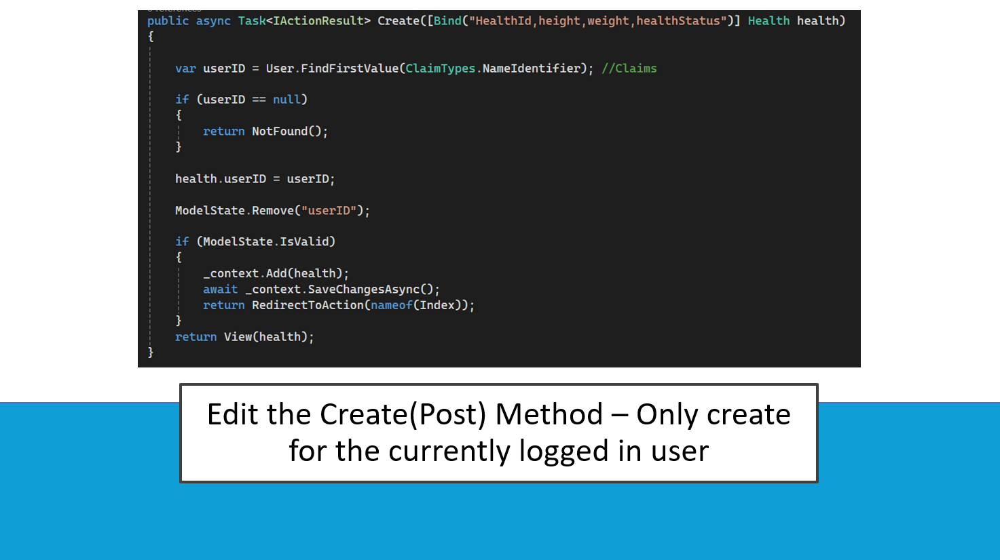 public async Task<IActionResult> Create([Bind("HealthId,height,weight,healthStatus")] Health health)
{
var userID = User.FindFirstValue(ClaimTypes.NameIdentifier); //Claims
if (userID == null)
{
return NotFound();
}
health.userID = userID;
ModelState.Remove("userID");
if (ModelState.IsValid)
{
_context.Add(health);
await _context.SaveChangesAsync();
return RedirectToAction(nameof(Index));
}
return View(health);
}
Edit the Create(Post) Method – Only create
for the currently logged in user